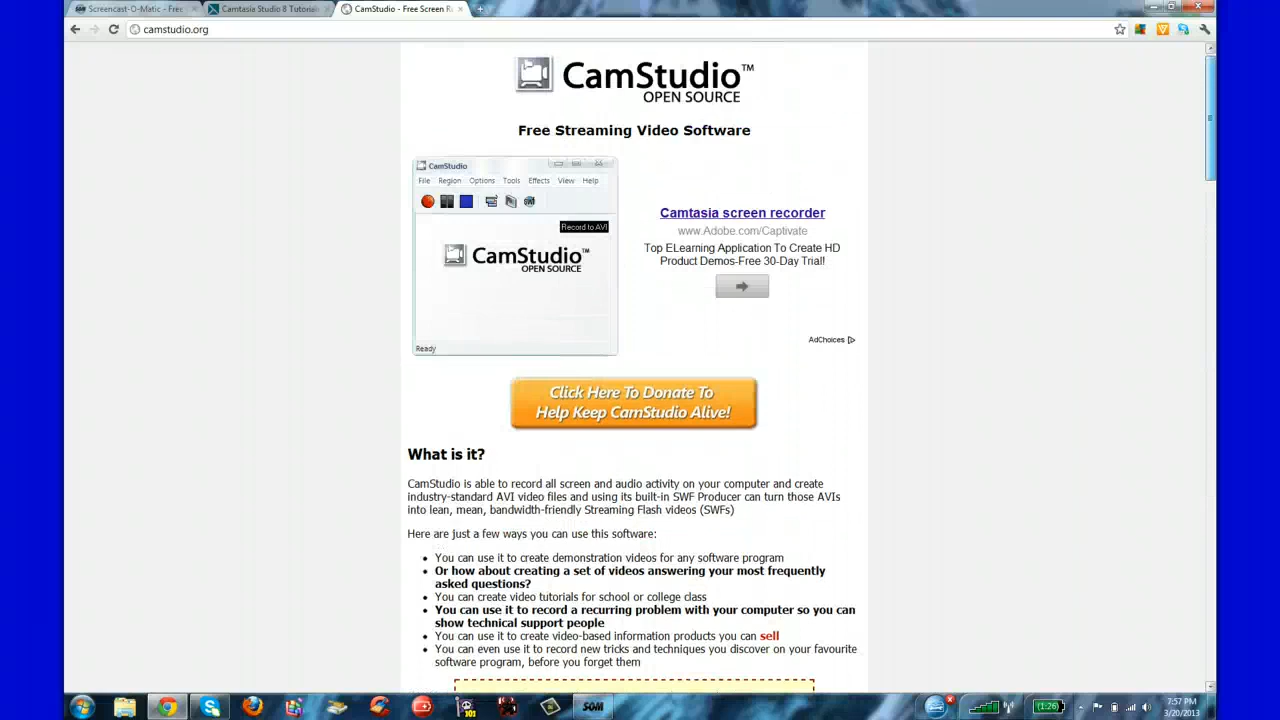 Screencast-O-Matic - Free
Camtasia Studio 8 Tutorials
CamStudio - Free Screen R
camstudio.org
CamStudio™
OPEN SOURCE
Free Streaming Video Software
CamStudio
File Region Options Tools Effects View Help
Record to AVI
CamStudio™
OPEN SOURCE
Ready
Camtasia screen recorder
www.Adobe.com/Captivate
Top ELearning Application To Create HD
Product Demos-Free 30-Day Trial!
AdChoices
Click Here To Donate To
Help Keep CamStudio Alive!
What is it?
CamStudio is able to record all screen and audio activity on your computer and create
industry-standard AVI video files and using its built-in SWF Producer can turn those AVIs
into lean, mean, bandwidth-friendly Streaming Flash videos (SWFs)
Here are just a few ways you can use this software:
• You can use it to create demonstration videos for any software program
• Or how about creating a set of videos answering your most frequently
asked questions?
• You can create video tutorials for school or college class
• You can use it to record a recurring problem with your computer so you can
show technical support people
• You can use it to create video-based information products you can sell
• You can even use it to record new tricks and techniques you discover on your favourite
software program, before you forget them
101
SOM
(1:26)
7:57 PM
3/20/2013